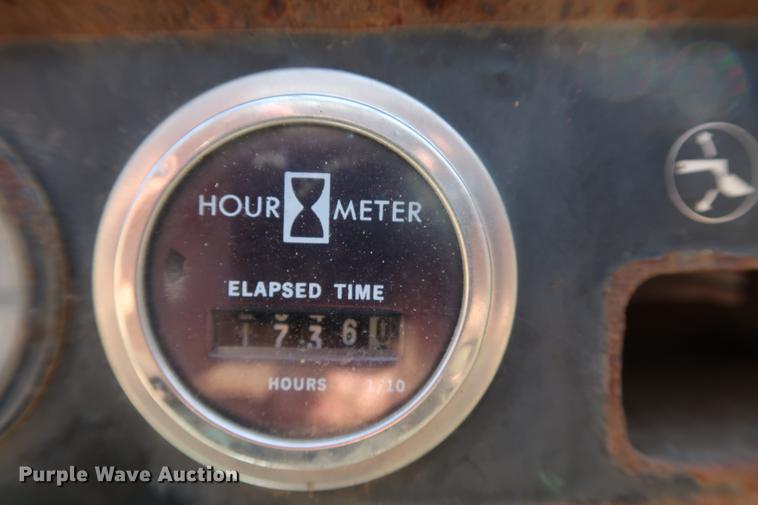 HOUR METER
ELAPSED TIME
1736
HOURS 1/10
Purple Wave Auction